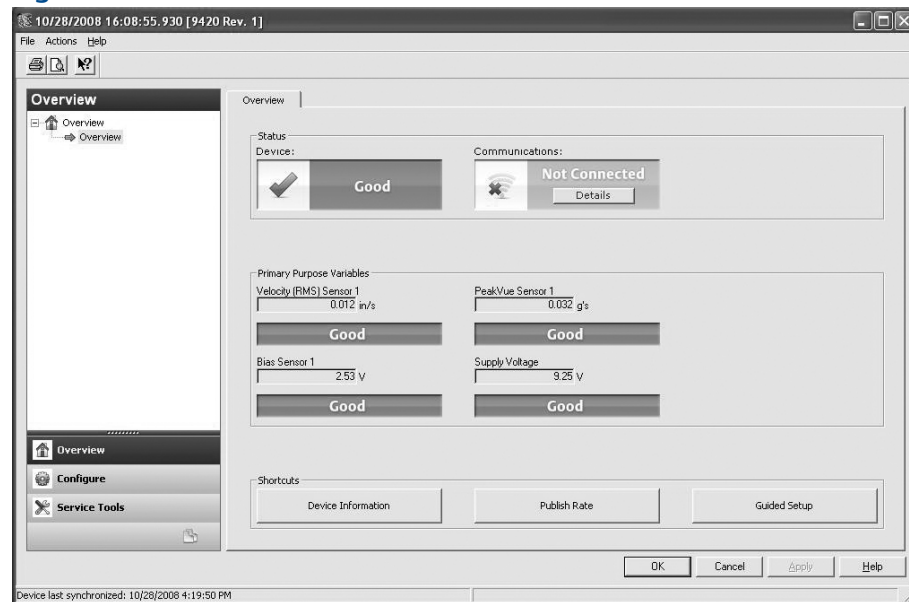 10/28/2008 16:08:55.930 [9420 Rev. 1]
File Actions Help
Overview
Overview
Overview
Overview
Status
Device:
Communications:
Good
Not Connected
Details
Primary Purpose Variables
Velocity (RMS) Sensor 1
PeakVue Sensor 1
0.012 in/s
0.032 g's
Good
Good
Bias Sensor 1
Supply Voltage
2.53 V
9.25 V
Good
Good
Overview
Configure
Service Tools
Shortcuts
Device Information
Publish Rate
Guided Setup
OK
Cancel
Apply
Help
Device last synchronized: 10/28/2008 4:19:50 PM